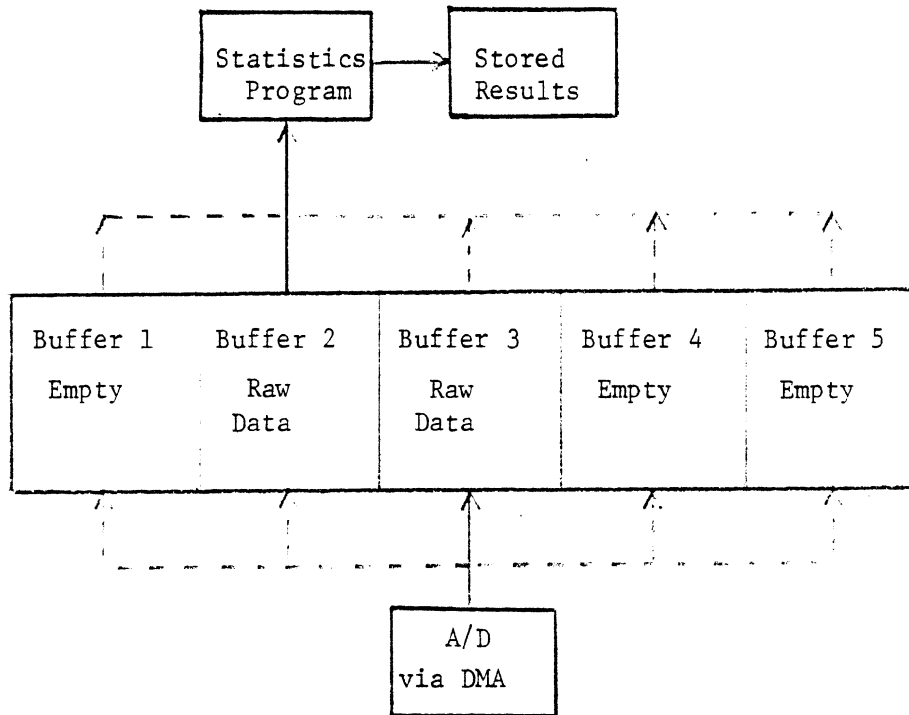 Statistics
Program
Stored
Results
Buffer 1
Empty
Buffer 2
Raw
Data
Buffer 3
Raw
Data
Buffer 4
Empty
Buffer 5
Empty
A/D
via DMA